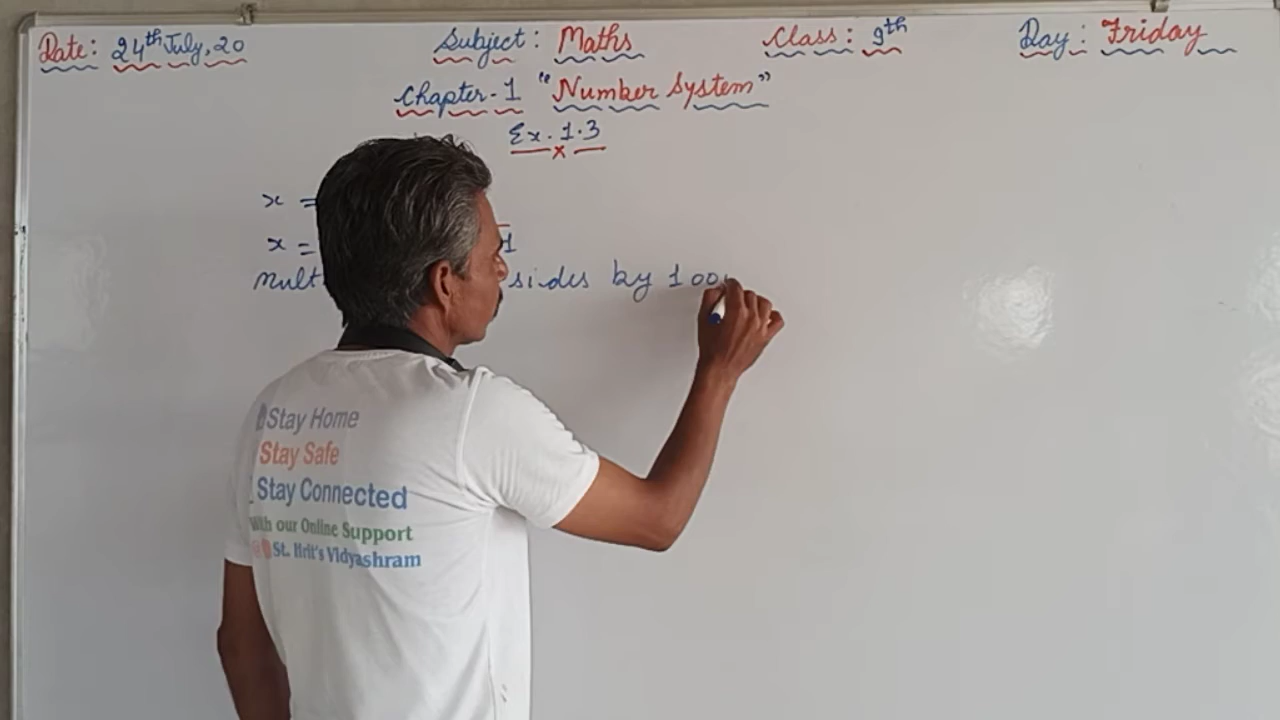 Date: 24th July, 20 Subject: Maths Class: 9th Day: Friday
Chapter-1 "Number System"
Ex. 1.3
x =
x = 1
sides by
Stay Home
Stay Safe
Stay Connected
With our Online Support
St. Hrit's Vidyashram